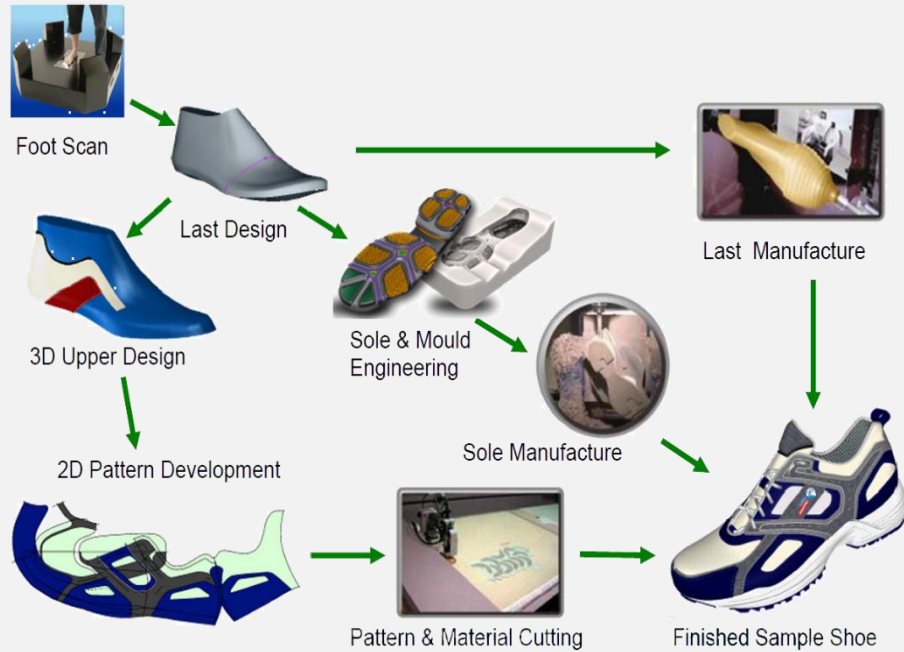 Foot Scan
Last Design
Last  Manufacture
3D Upper Design
Sole & Mould
Engineering
Sole Manufacture
2D Pattern Development
Pattern & Material Cutting
Finished Sample Shoe